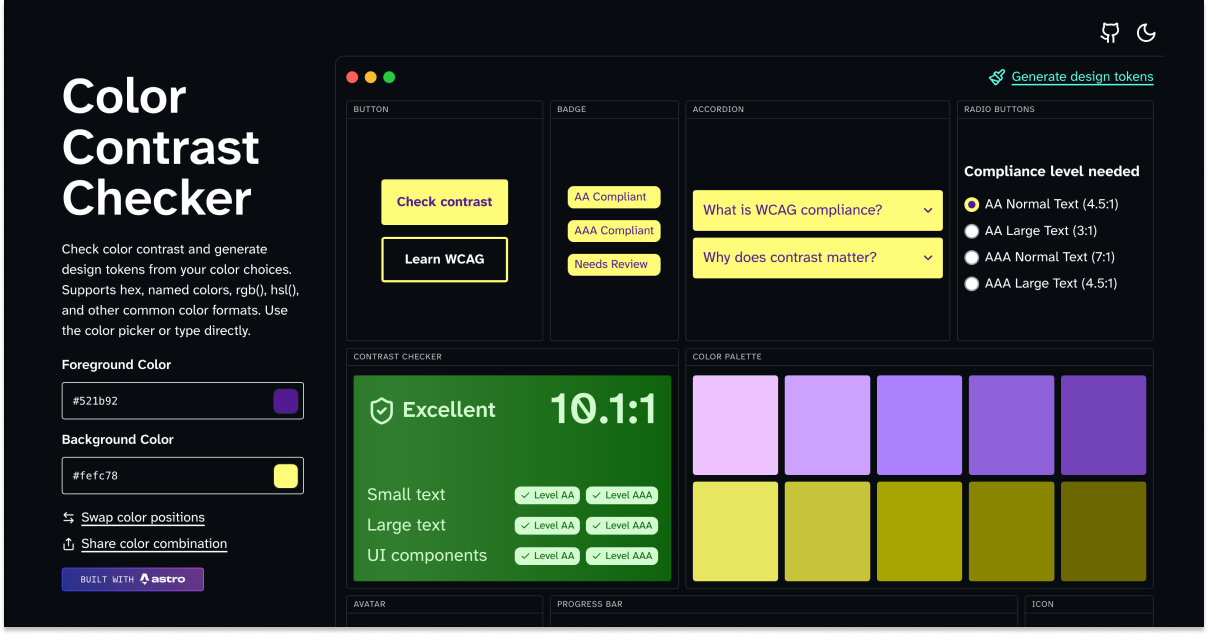 Color
Contrast
Checker
Check color contrast and generate
design tokens from your color choices.
Supports hex, named colors, rgb(), hsl(),
and other common color formats. Use
the color picker or type directly.
Foreground Color
#521b92
Background Color
#fefc78
Swap color positions
Share color combination
BUILT WITH astro
Generate design tokens
BUTTON
Check contrast
Learn WCAG
BADGE
AA Compliant
AAA Compliant
Needs Review
ACCORDION
What is WCAG compliance?
Why does contrast matter?
RADIO BUTTONS
Compliance level needed
AA Normal Text (4.5:1)
AA Large Text (3:1)
AAA Normal Text (7:1)
AAA Large Text (4.5:1)
CONTRAST CHECKER
Excellent 10.1:1
Small text Level AA Level AAA
Large text Level AA Level AAA
UI components Level AA Level AAA
COLOR PALETTE
AVATAR
PROGRESS BAR
ICON